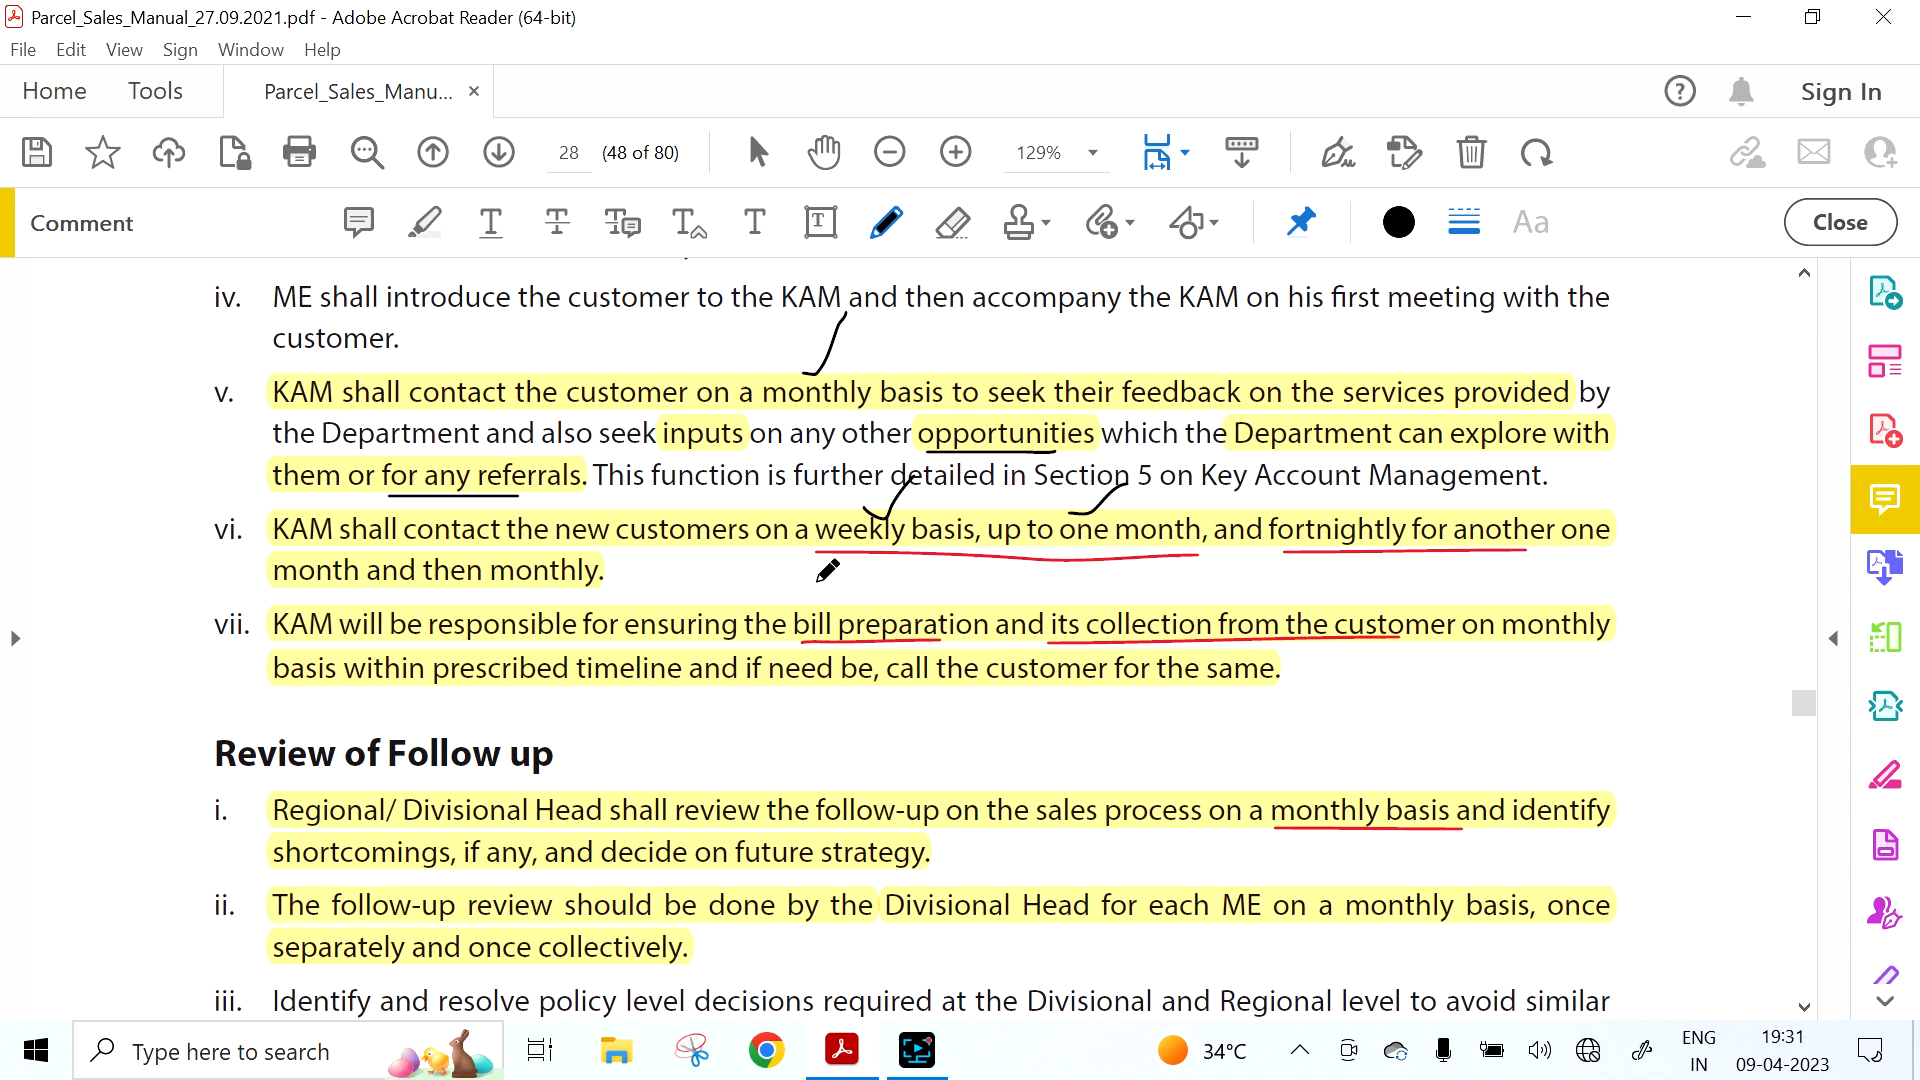 Parcel_Sales_Manual_27.09.2021.pdf - Adobe Acrobat Reader (64-bit)
File Edit View Sign Window Help
Home Tools Parcel_Sales_Manu... × Sign In
28 (48 of 80) 129%
Comment Aa Close
iv. ME shall introduce the customer to the KAM and then accompany the KAM on his first meeting with the
customer.
v. KAM shall contact the customer on a monthly basis to seek their feedback on the services provided by
the Department and also seek inputs on any other opportunities which the Department can explore with
them or for any referrals. This function is further detailed in Section 5 on Key Account Management.
vi. KAM shall contact the new customers on a weekly basis, up to one month, and fortnightly for another one
month and then monthly.
vii. KAM will be responsible for ensuring the bill preparation and its collection from the customer on monthly
basis within prescribed timeline and if need be, call the customer for the same.
Review of Follow up
i. Regional/ Divisional Head shall review the follow-up on the sales process on a monthly basis and identify
shortcomings, if any, and decide on future strategy.
ii. The follow-up review should be done by the Divisional Head for each ME on a monthly basis, once
separately and once collectively.
iii. Identify and resolve policy level decisions required at the Divisional and Regional level to avoid similar
Type here to search 34°C ENG 19:31
IN 09-04-2023